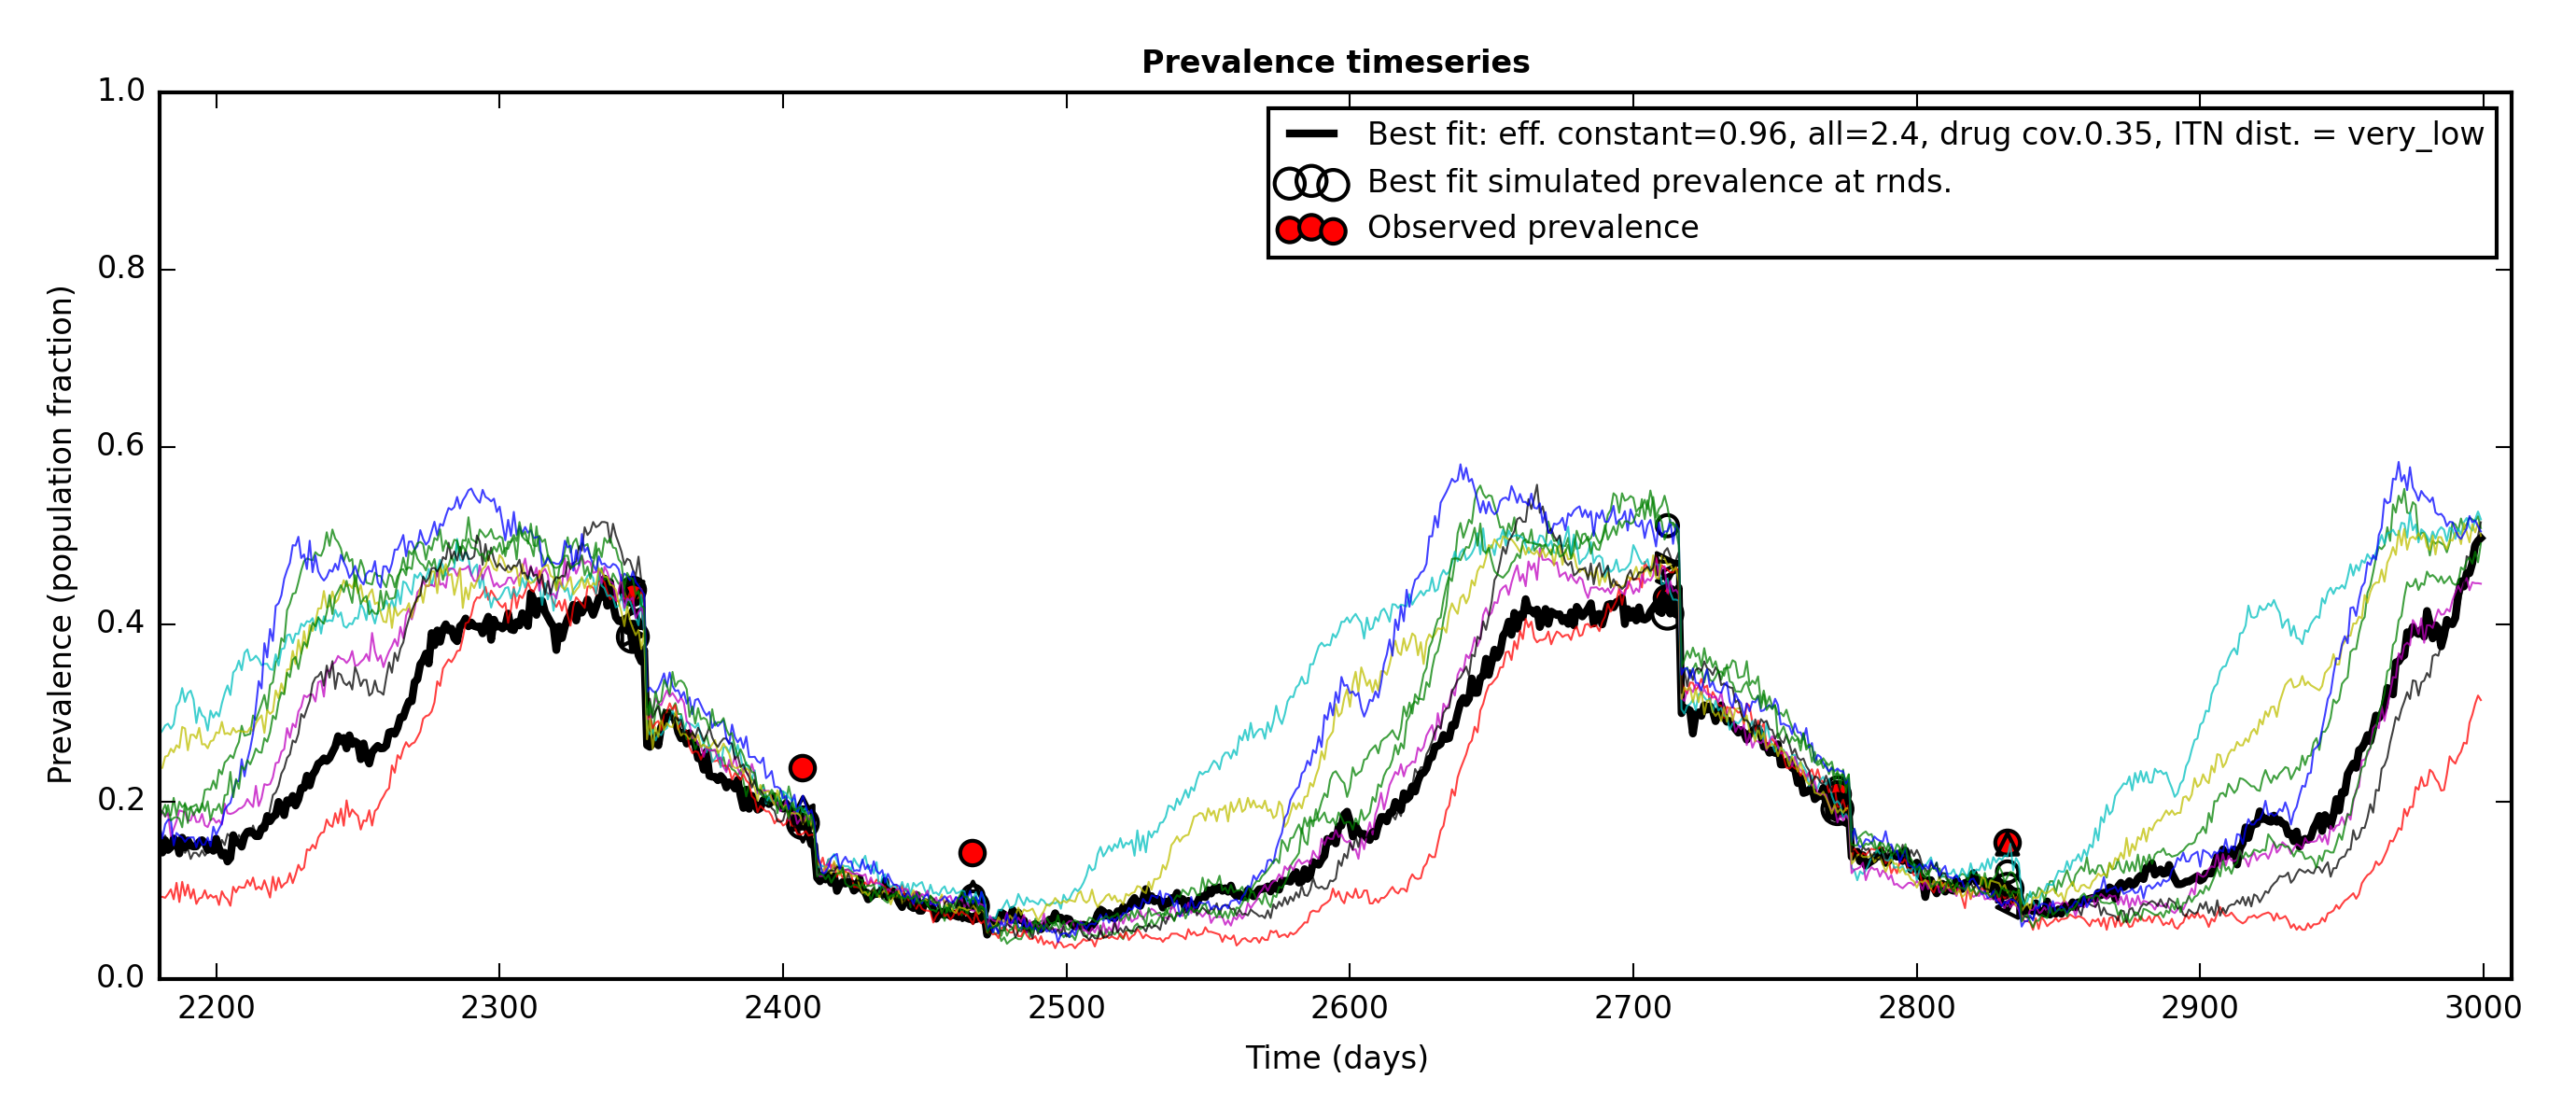 Prevalence timeseries
1.0
0.8
0.6
0.4
0.2
0.0
Prevalence (population fraction)
Best fit: eff. constant=0.96, all=2.4, drug cov.0.35, ITN dist. = very_low
Best fit simulated prevalence at rnds.
Observed prevalence
2200 2300 2400 2500 2600 2700 2800 2900 3000
Time (days)